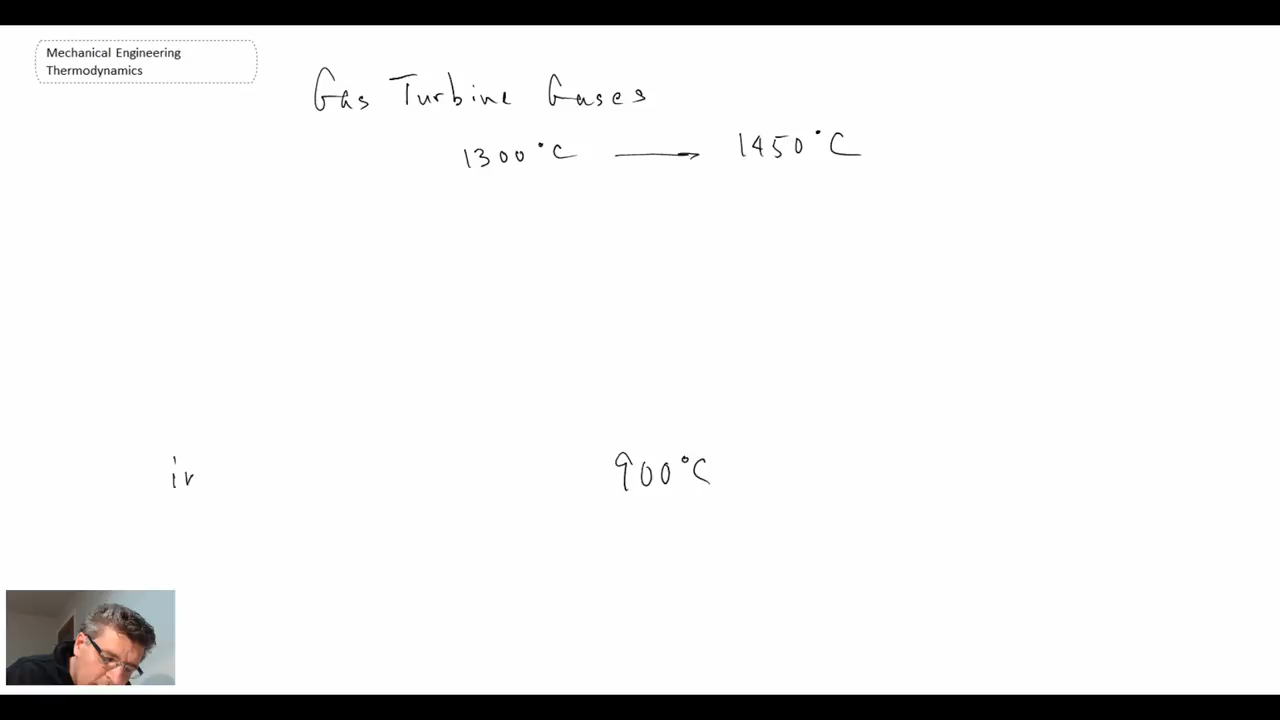 Mechanical Engineering
Thermodynamics
Gas Turbine Gases
1300°C → 1450°C
900°C